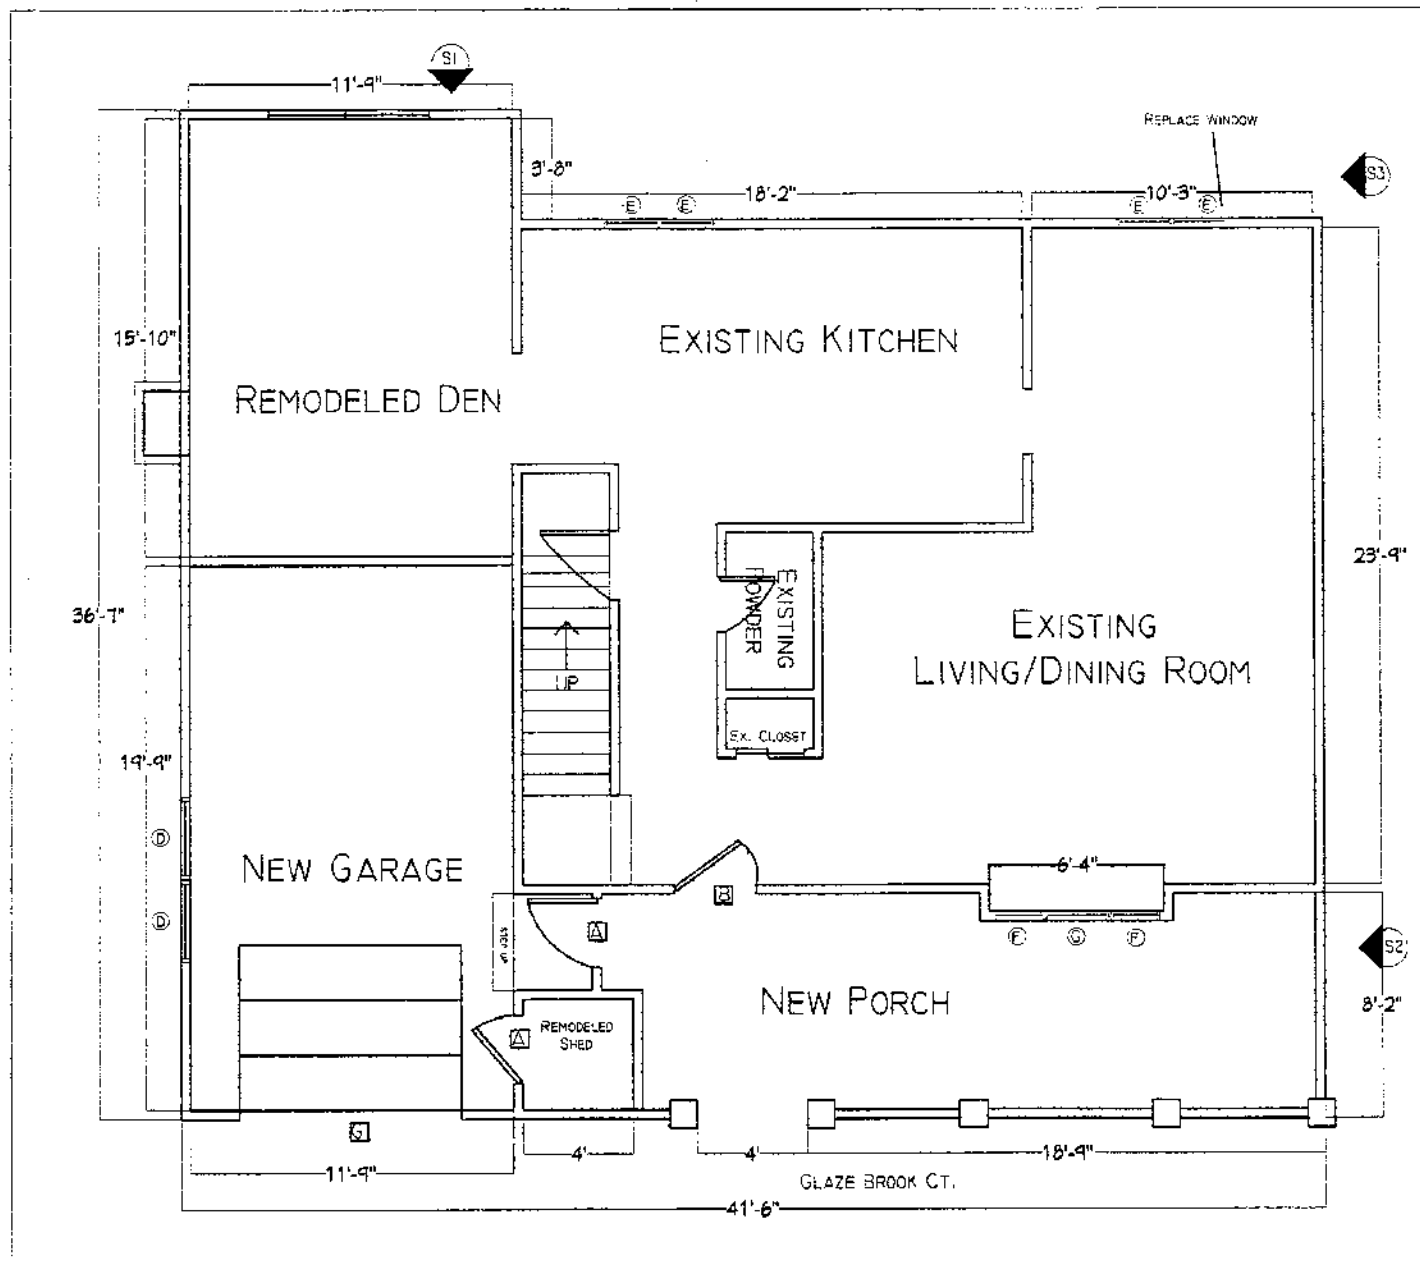 S1
11'-9"
REPLACE WINDOW
3'-8"
18'-2"
10'-3"
S3
E
E
E
E
15'-10"
EXISTING KITCHEN
REMODELED DEN
23'-9"
EXISTING
POWDER
36'-7"
EXISTING
LIVING/DINING ROOM
UP
EX. CLOSET
19'-9"
D
NEW GARAGE
6'-4"
B
D
STEP UP
A
F
G
F
S2
NEW PORCH
8'-2"
A
REMODELED
SHED
G
11'-9"
4'
4'
18'-9"
GLAZE BROOK CT.
41'-6"